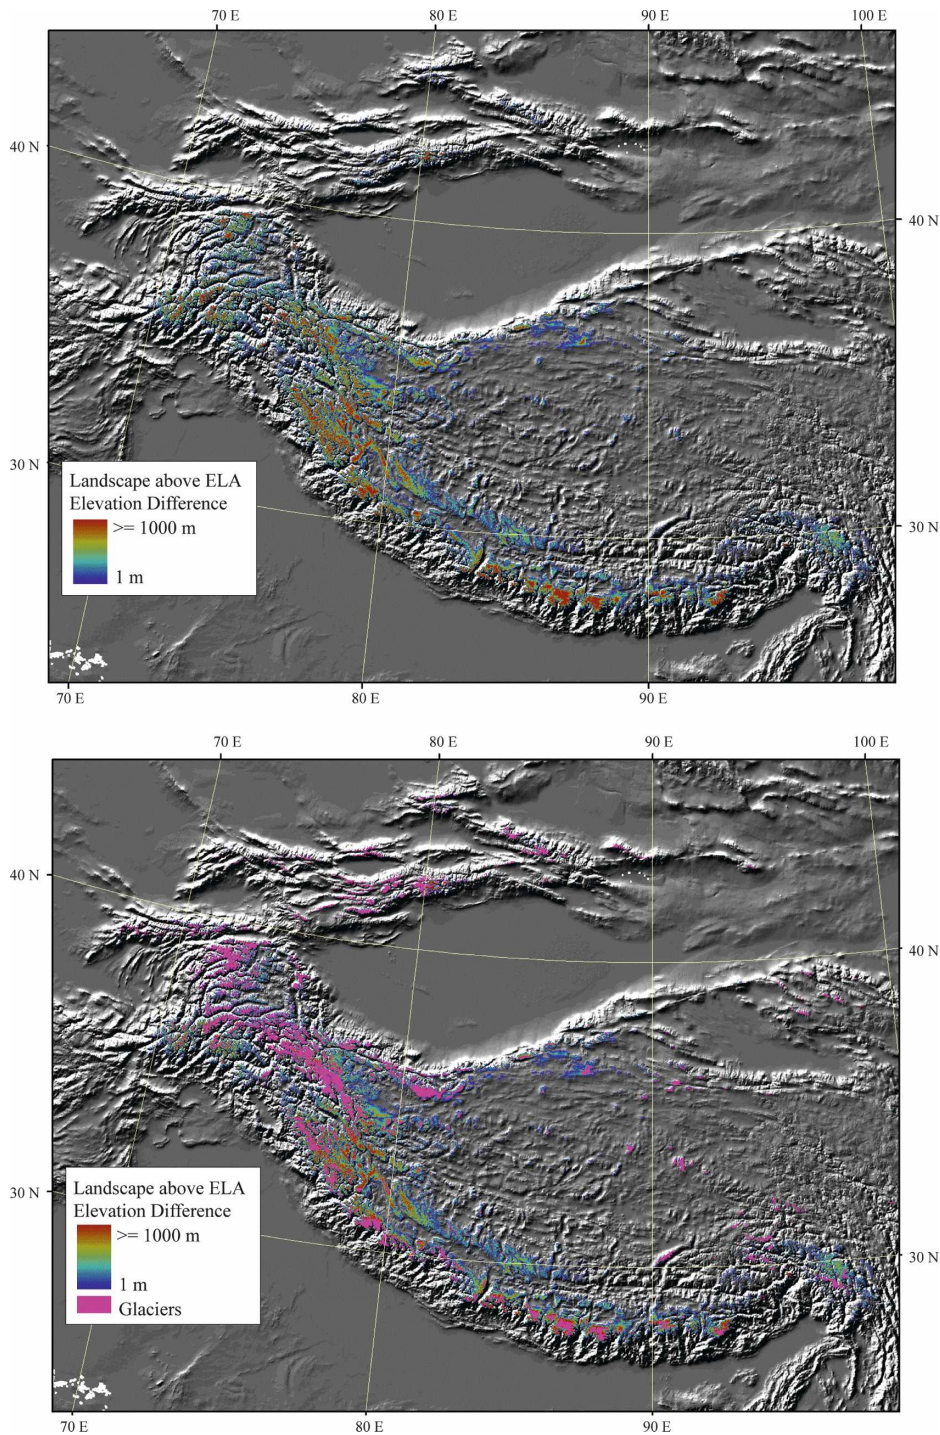 70 E 80 E 90 E 100 E
40 N
40 N
30 N
Landscape above ELA
Elevation Difference
>= 1000 m
1 m
30 N
70 E 80 E 90 E
70 E 80 E 90 E 100 E
40 N
40 N
30 N
Landscape above ELA
Elevation Difference
>= 1000 m
1 m
Glaciers
30 N
70 E 80 E 90 E